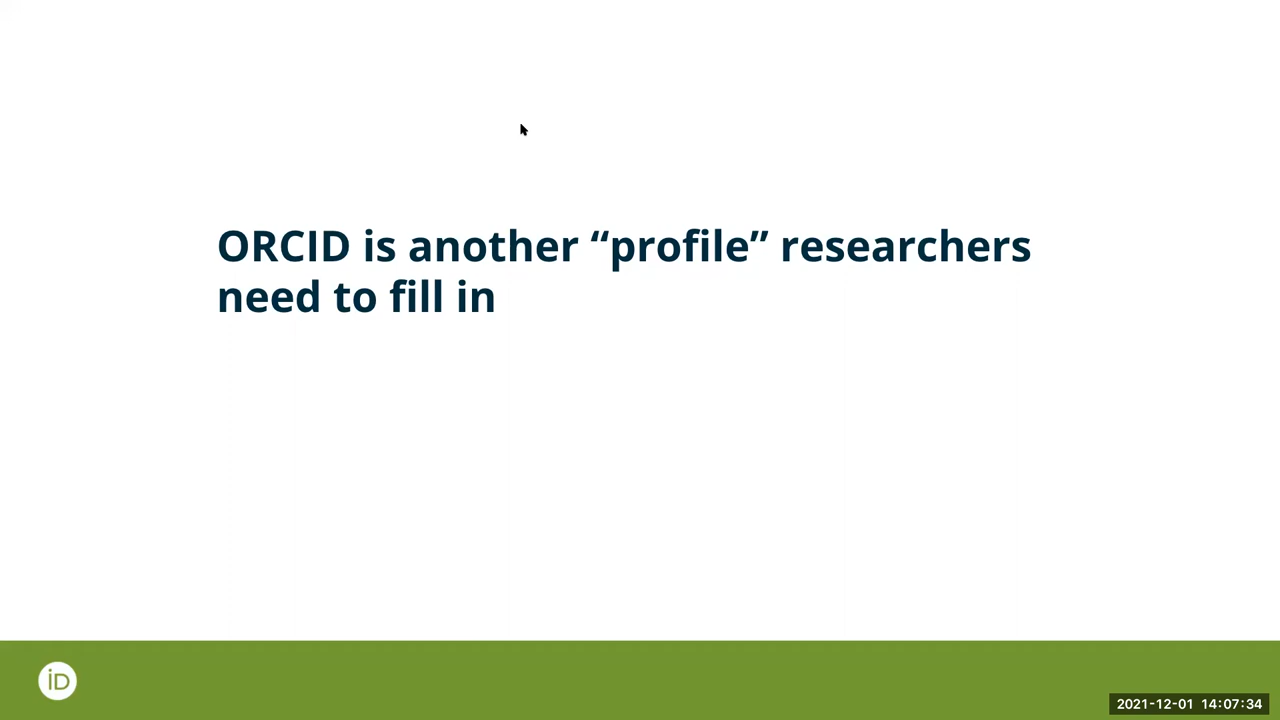 ORCID is another “profile” researchers
need to fill in
iD
2021-12-01 14:07:34